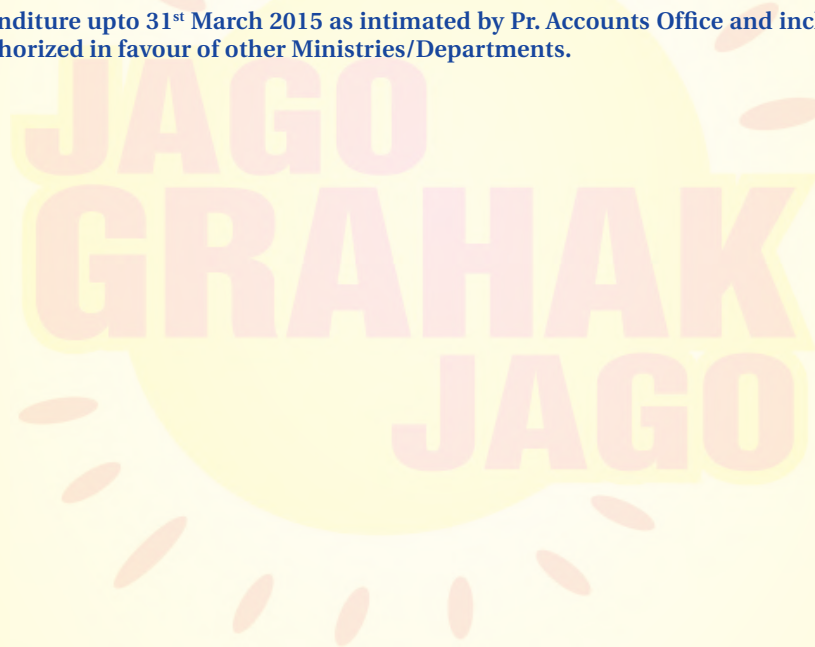 nditure upto 31st March 2015 as intimated by Pr. Accounts Office and incl
horized in favour of other Ministries/Departments.
JAGO
GRAHAK
JAGO